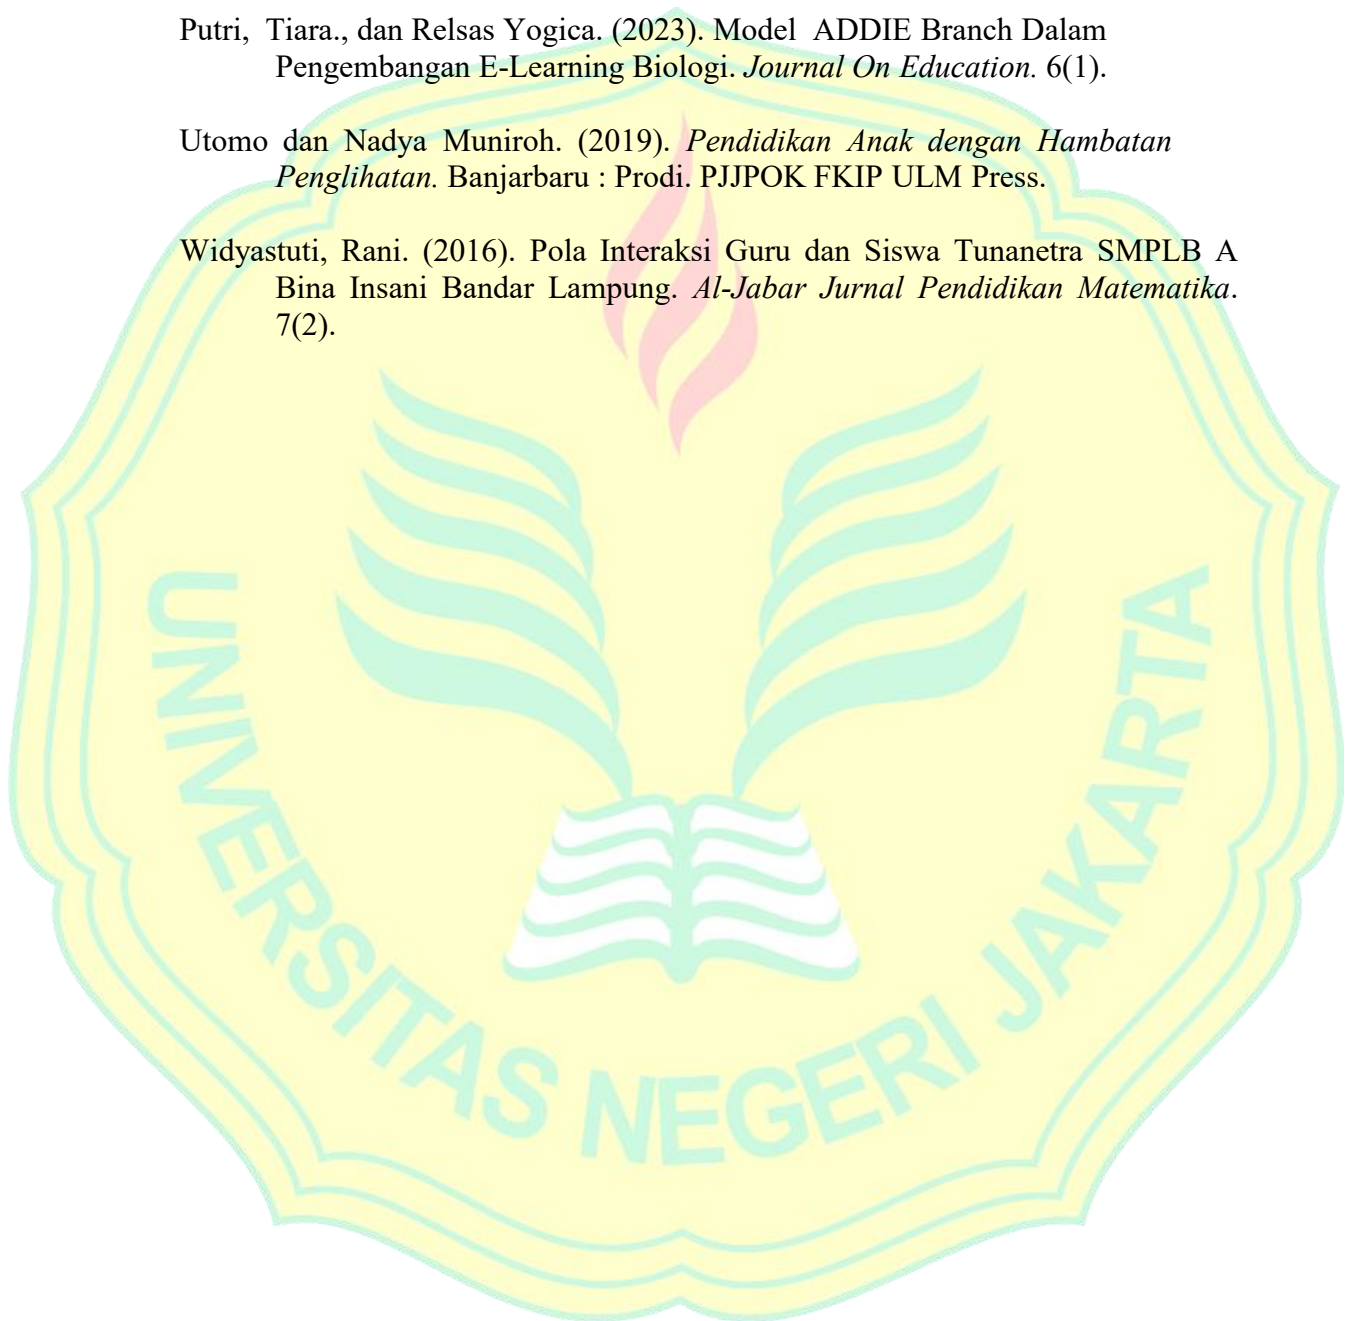 Putri, Tiara., dan Relsas Yogica. (2023). Model ADDIE Branch Dalam
Pengembangan E-Learning Biologi. Journal On Education. 6(1).
Utomo dan Nadya Muniroh. (2019). Pendidikan Anak dengan Hambatan
Penglihatan. Banjarbaru : Prodi. PJJPOK FKIP ULM Press.
Widyastuti, Rani. (2016). Pola Interaksi Guru dan Siswa Tunanetra SMPLB A
Bina Insani Bandar Lampung. Al-Jabar Jurnal Pendidikan Matematika.
7(2).
UNIVERSITAS NEGERI JAKARTA